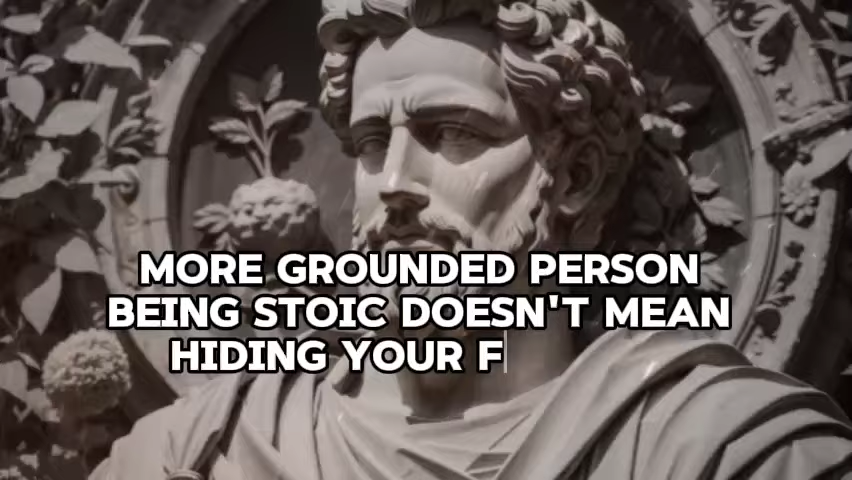 MORE GROUNDED PERSON
BEING STOIC DOESN'T MEAN
HIDING YOUR F